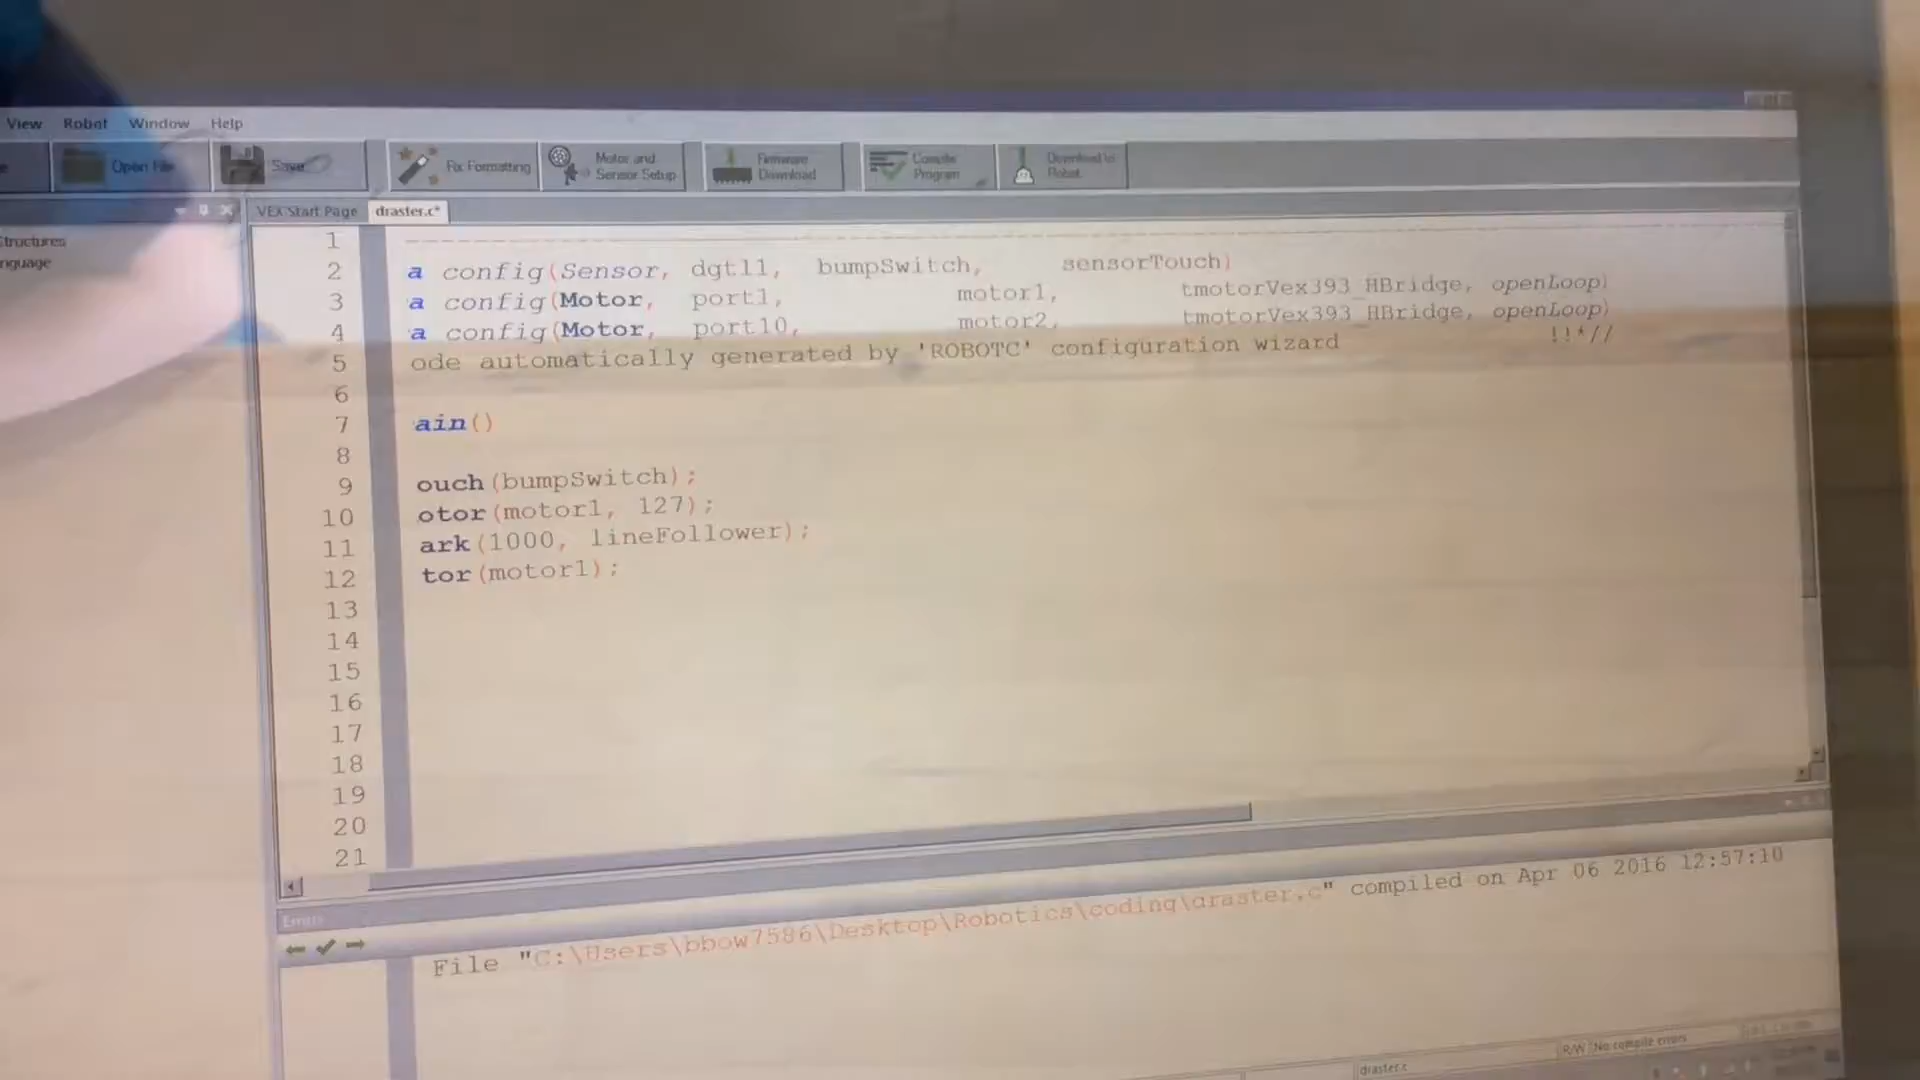 View Robot Window Help
Open File Save Fix Formatting Motor and Sensor Setup Firmware Download Compile Program Download to Robot
VEX Start Page draster.c*
Structures
nguage
1
2 a config(Sensor, dgtl1, bumpSwitch, sensorTouch)
3 a config(Motor, port1, motor1, tmotorVex393_HBridge, openLoop)
4 a config(Motor, port10, motor2, tmotorVex393_HBridge, openLoop)
5 ode automatically generated by 'ROBOTC' configuration wizard !!*//
6
7 ain()
8
9 ouch(bumpSwitch);
10 otor(motor1, 127);
11 ark(1000, lineFollower);
12 tor(motor1);
13
14
15
16
17
18
19
20
21
Errors
File "C:\Users\bbow7586\Desktop\Robotics\coding\draster.c" compiled on Apr 06 2016 12:57:10
R/W No compile errors
draster.c